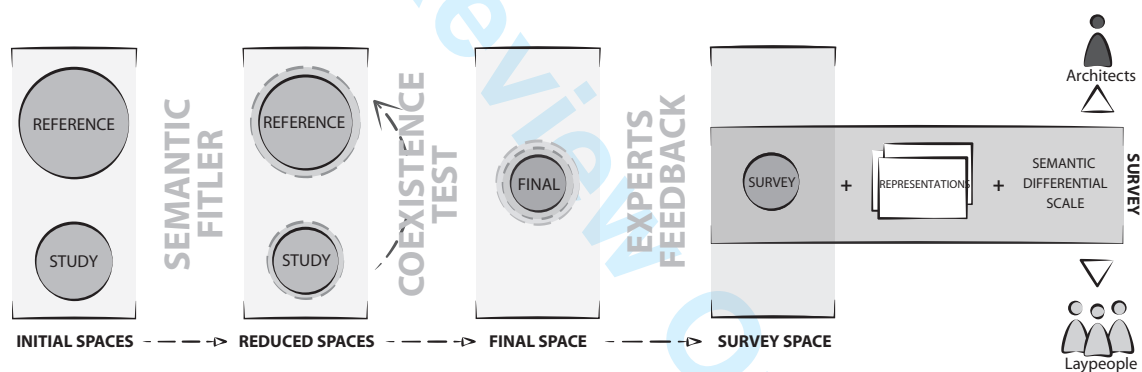 REFERENCE
STUDY
INITIAL SPACES
SEMANTIC
FITLER
REFERENCE
STUDY
REDUCED SPACES
COEXISTENCE
TEST
FINAL
FINAL SPACE
EXPERTS
FEEDBACK
SURVEY
+
REPRESENTATIONS
+
SEMANTIC
DIFFERENTIAL
SCALE
SURVEY SPACE
SURVEY
Architects
Laypeople